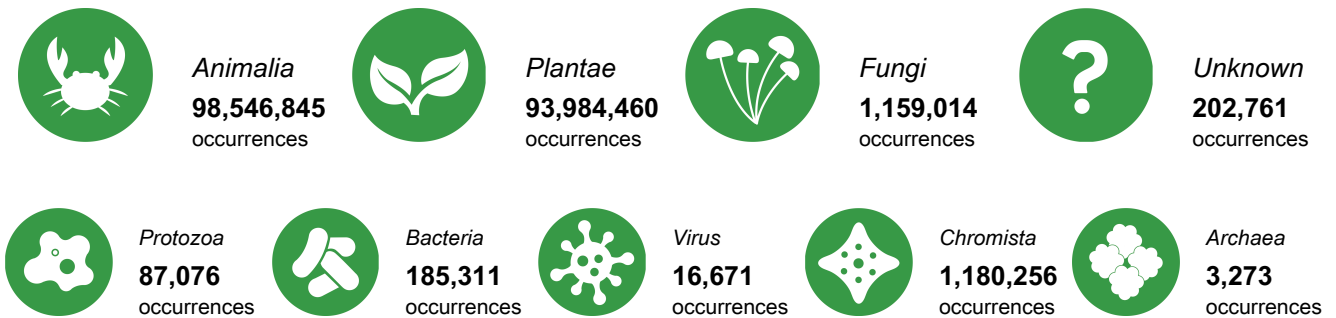 Animalia
98,546,845
occurrences
Plantae
93,984,460
occurrences
Fungi
1,159,014
occurrences
?
Unknown
202,761
occurrences
Protozoa
87,076
occurrences
Bacteria
185,311
occurrences
Virus
16,671
occurrences
Chromista
1,180,256
occurrences
Archaea
3,273
occurrences